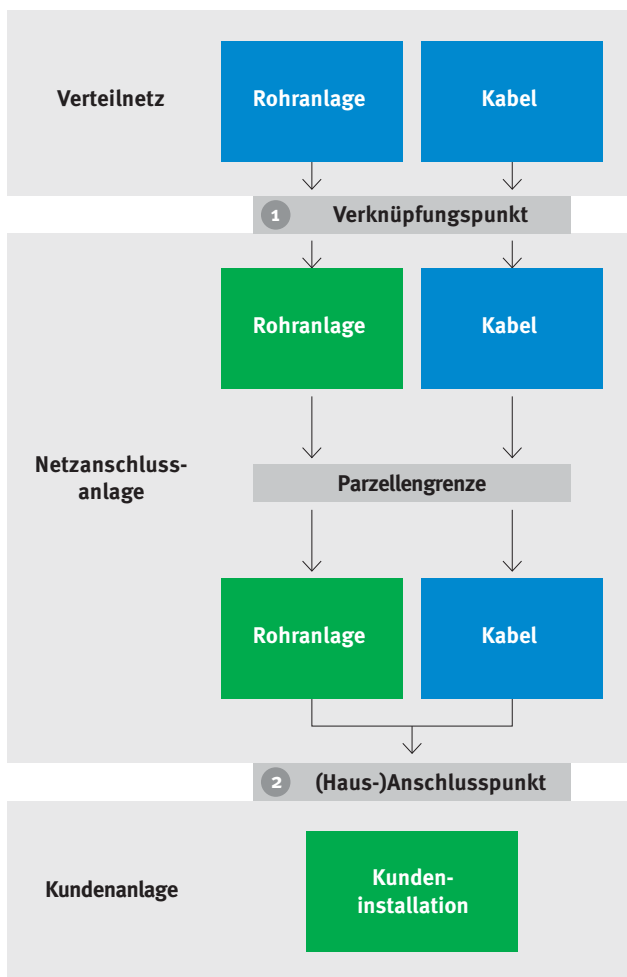 Verteilnetz
Rohranlage
Kabel
1 Verknüpfungspunkt
Rohranlage
Kabel
Netzanschluss-
anlage
Parzellengrenze
Rohranlage
Kabel
2 (Haus-)Anschlusspunkt
Kundenanlage
Kunden-
installation